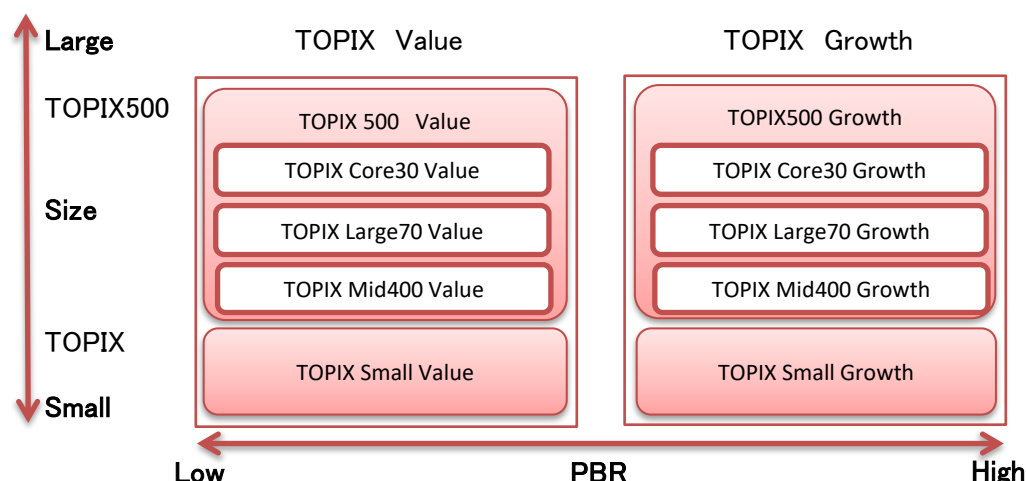 Large
TOPIX Value
TOPIX Growth
TOPIX500
TOPIX 500 Value
TOPIX500 Growth
TOPIX Core30 Value
TOPIX Core30 Growth
Size
TOPIX Large70 Value
TOPIX Large70 Growth
TOPIX Mid400 Value
TOPIX Mid400 Growth
TOPIX
TOPIX Small Value
TOPIX Small Growth
Small
Low
PBR
High